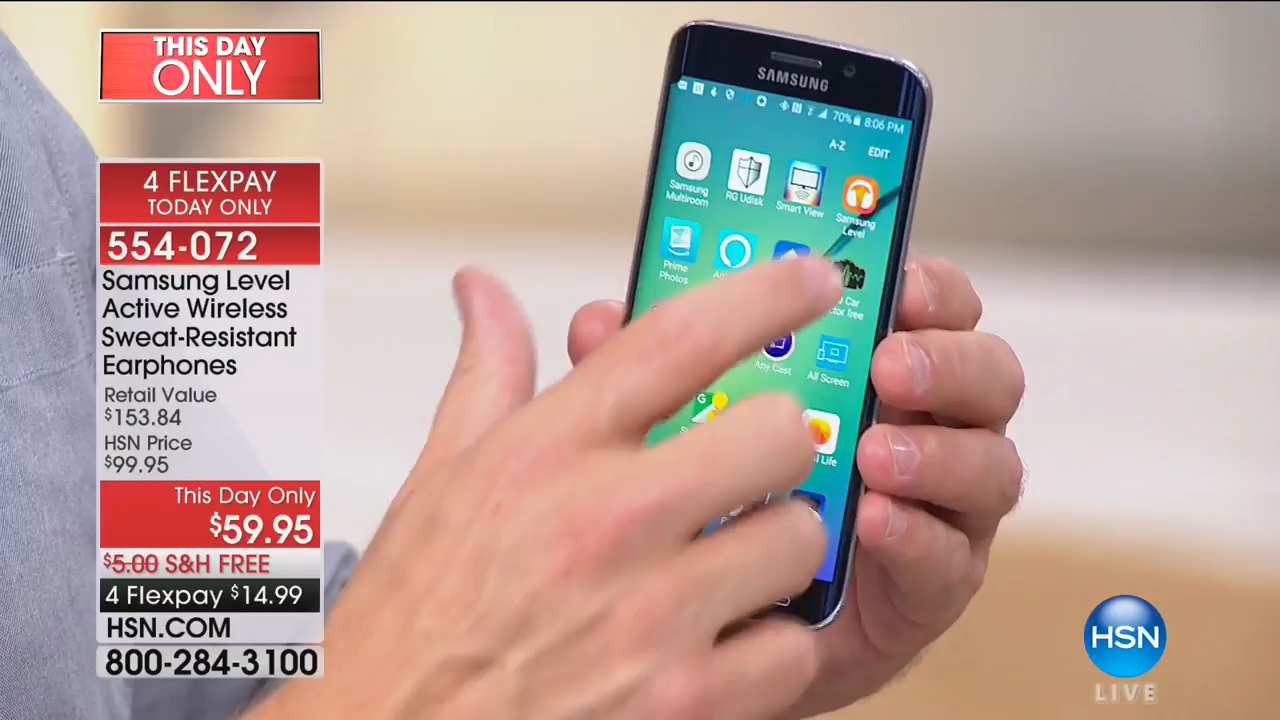 THIS DAY
ONLY
4 FLEXPAY
TODAY ONLY
554-072
Samsung Level
Active Wireless
Sweat-Resistant
Earphones
Retail Value
$153.84
HSN Price
$99.95
This Day Only
$59.95
$5.00 S&H FREE
4 Flexpay $14.99
HSN.COM
800-284-3100
SAMSUNG
70% 8:06 PM
A-Z EDIT
Samsung
Multiroom
RG Udisk
Smart View
Samsung
Level
Prime
Photos
Car
free
Any Cast
All Screen
G
Life
HSN
LIVE